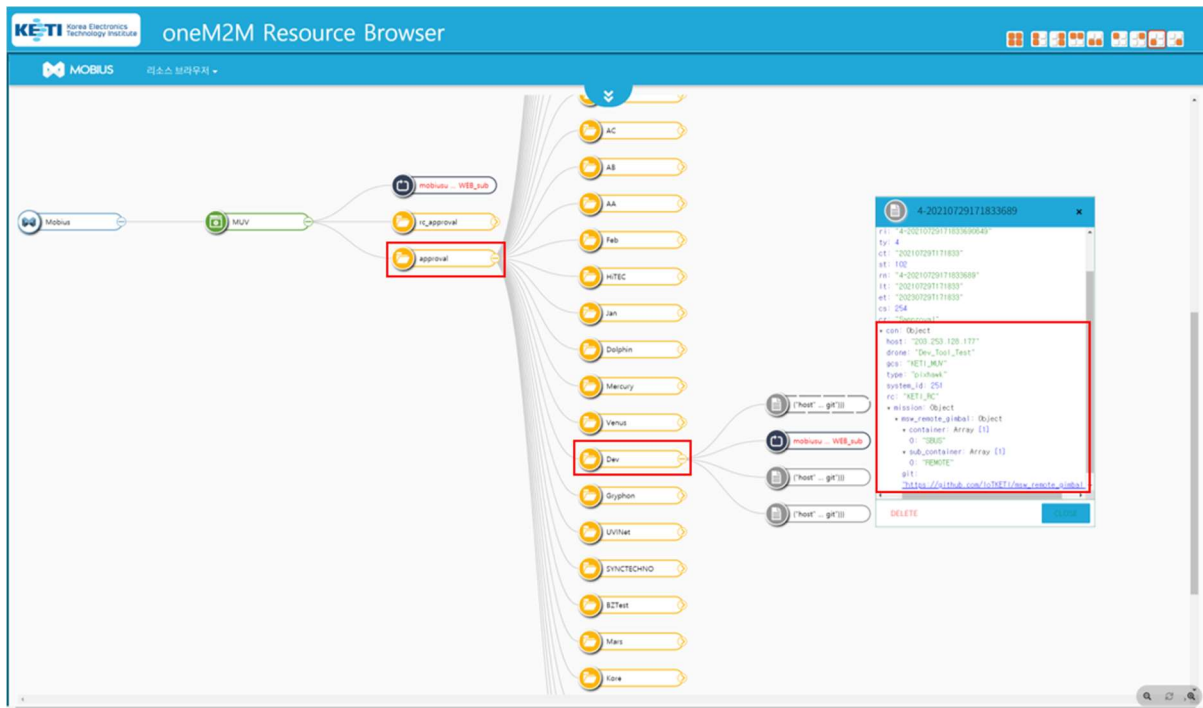 KETI Korea Electronics
Technology Institute
oneM2M Resource Browser
MOBIUS
리소스 브라우저
Mobius
MUV
mobiusu ... WEB_sub
rc_approval
approval
AC
AB
AA
Feb
HiTEC
Jan
Dolphin
Mercury
Venus
Dev
Gryphon
UVINet
SYNCTECHNO
BZTest
Mars
Kore
{"host" ... git"}}}
mobiusu ... WEB_sub
{"host" ... git"}}}
{"host" ... git"}}}
4-20210729171833689
ri: "4-20210729171833690649"
ty: 4
ct: "20210729T171833"
st: 102
rn: "4-20210729171833689"
lt: "20210729T171833"
et: "20230729T171833"
cs: 254
con: Object
host: "203.253.128.177"
drone: "Dev_Tool_Test"
gcs: "KETI_MUV"
type: "pixhawk"
system_id: 251
rc: "KETI_RC"
mission: Object
msw_remote_gimbal: Object
container: Array [1]
0: "SBUS"
sub_container: Array [1]
0: "REMOTE"
git:
"https://github.com/IoTKETI/msw_remote_gimbal
DELETE
CLOSE